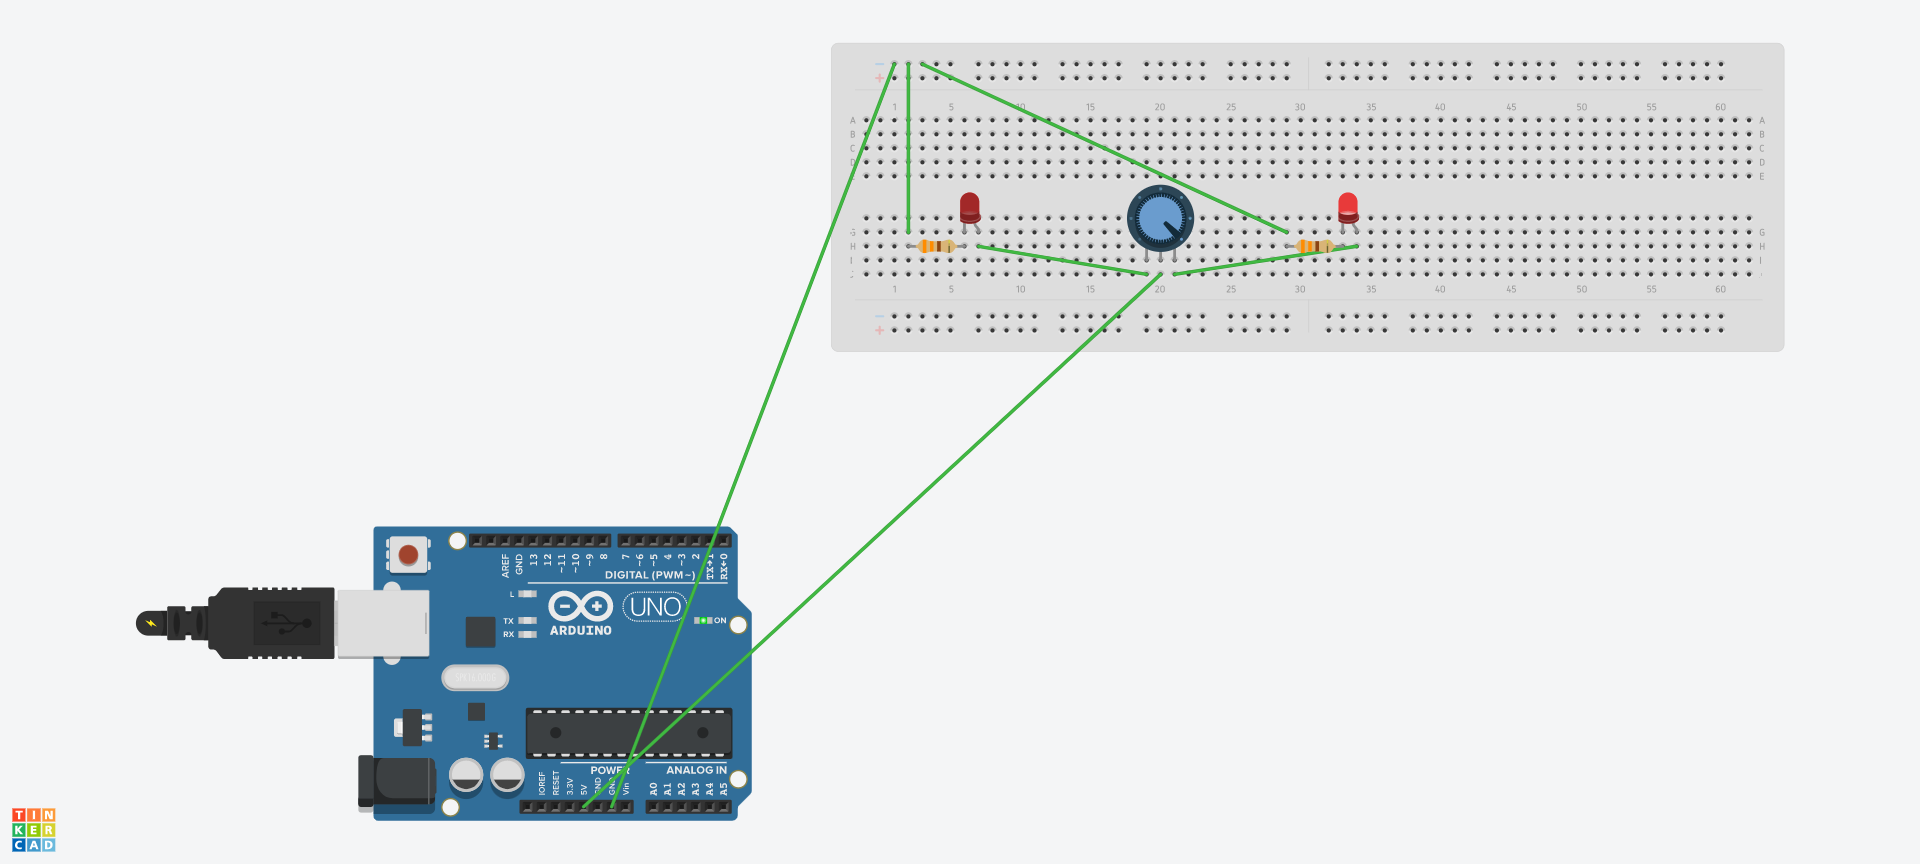 − −
+ +
1 5 10 15 20 25 30 35 40 45 50 55 60
A A
B B
C C
D D
E
G G
H H
I I
J
1 5 10 15 20 25 30 35 40 45 50 55 60
−
+
AREF GND 13 12 ~11 ~10 ~9 8 7 ~6 ~5 4 ~3 2 TX→1 RX←0
DIGITAL (PWM~)
L
TX
RX
UNO
ON
ARDUINO
POWER
ANALOG IN
IOREF RESET 3.3V 5V GND GND Vin A0 A1 A2 A3 A4 A5
TIN
KER
CAD